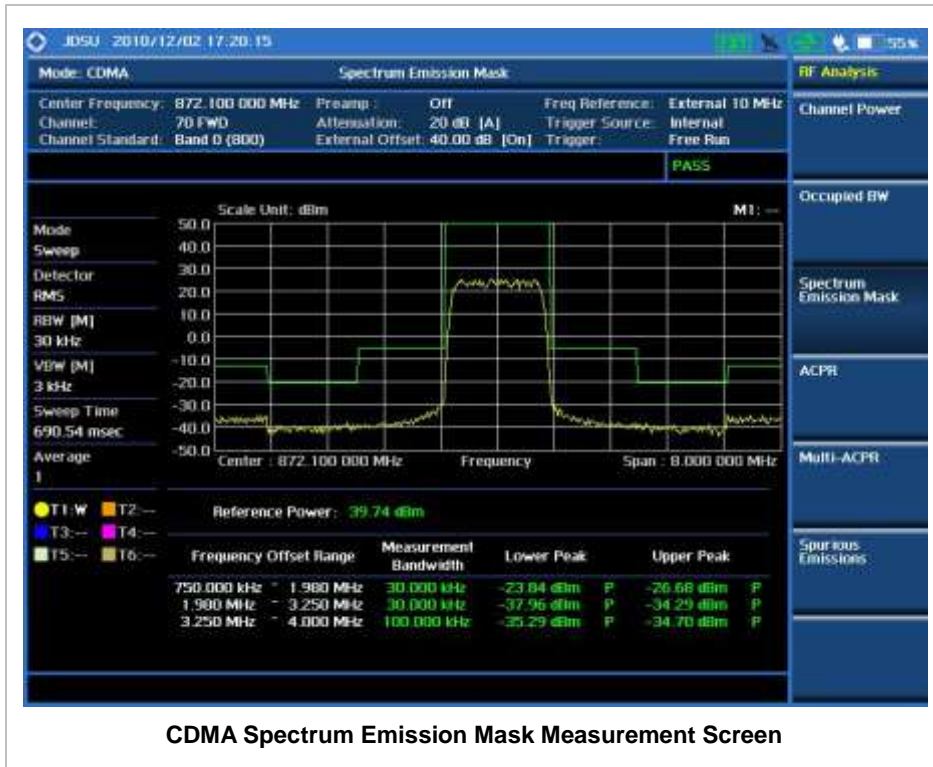 JDSU 2010/12/02 17:20:15 55%
Mode: CDMA Spectrum Emission Mask RF Analysis
Center Frequency: 872.100 000 MHz Preamp : Off Freq Reference: External 10 MHz
Channel: 70 FWD Attenuation: 20 dB [A] Trigger Source: Internal
Channel Standard: Band 0 (800) External Offset: 40.00 dB [On] Trigger: Free Run
PASS
Scale Unit: dBm M1: --
Mode
Sweep
Detector
RMS
RBW [M]
30 kHz
VBW [M]
3 kHz
Sweep Time
690.54 msec
Average
1
50.0
40.0
30.0
20.0
10.0
0.0
-10.0
-20.0
-30.0
-40.0
-50.0
Center : 872.100 000 MHz Frequency Span : 8.000 000 MHz
T1:W T2:--
T3:-- T4:--
T5:-- T6:--
Reference Power: 39.74 dBm
Frequency Offset Range Measurement Bandwidth Lower Peak Upper Peak
750.000 kHz ~ 1.980 MHz 30.000 kHz -23.84 dBm P -26.68 dBm P
1.980 MHz ~ 3.250 MHz 30.000 kHz -37.96 dBm P -34.29 dBm P
3.250 MHz ~ 4.000 MHz 100.000 kHz -35.29 dBm P -34.70 dBm P
Channel Power
Occupied BW
Spectrum
Emission Mask
ACPR
Multi-ACPR
Spurious
Emissions
CDMA Spectrum Emission Mask Measurement Screen